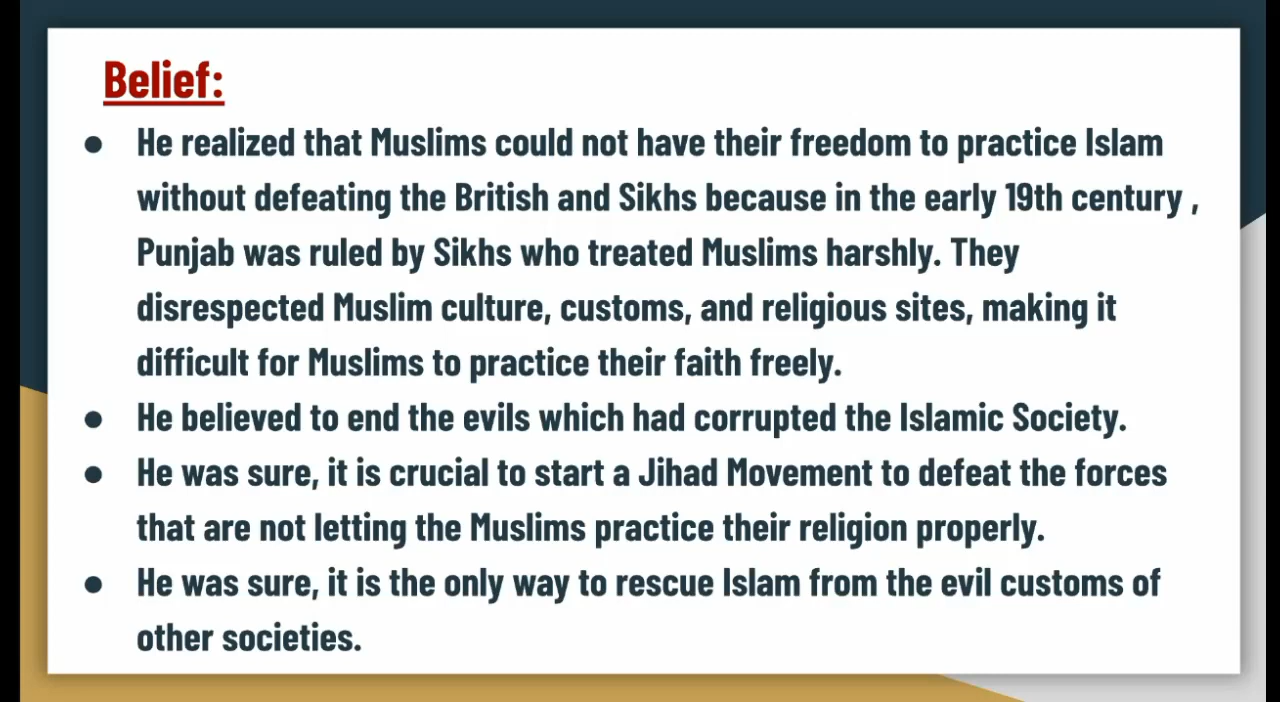 Belief:
● He realized that Muslims could not have their freedom to practice Islam
without defeating the British and Sikhs because in the early 19th century ,
Punjab was ruled by Sikhs who treated Muslims harshly. They
disrespected Muslim culture, customs, and religious sites, making it
difficult for Muslims to practice their faith freely.
● He believed to end the evils which had corrupted the Islamic Society.
● He was sure, it is crucial to start a Jihad Movement to defeat the forces
that are not letting the Muslims practice their religion properly.
● He was sure, it is the only way to rescue Islam from the evil customs of
other societies.